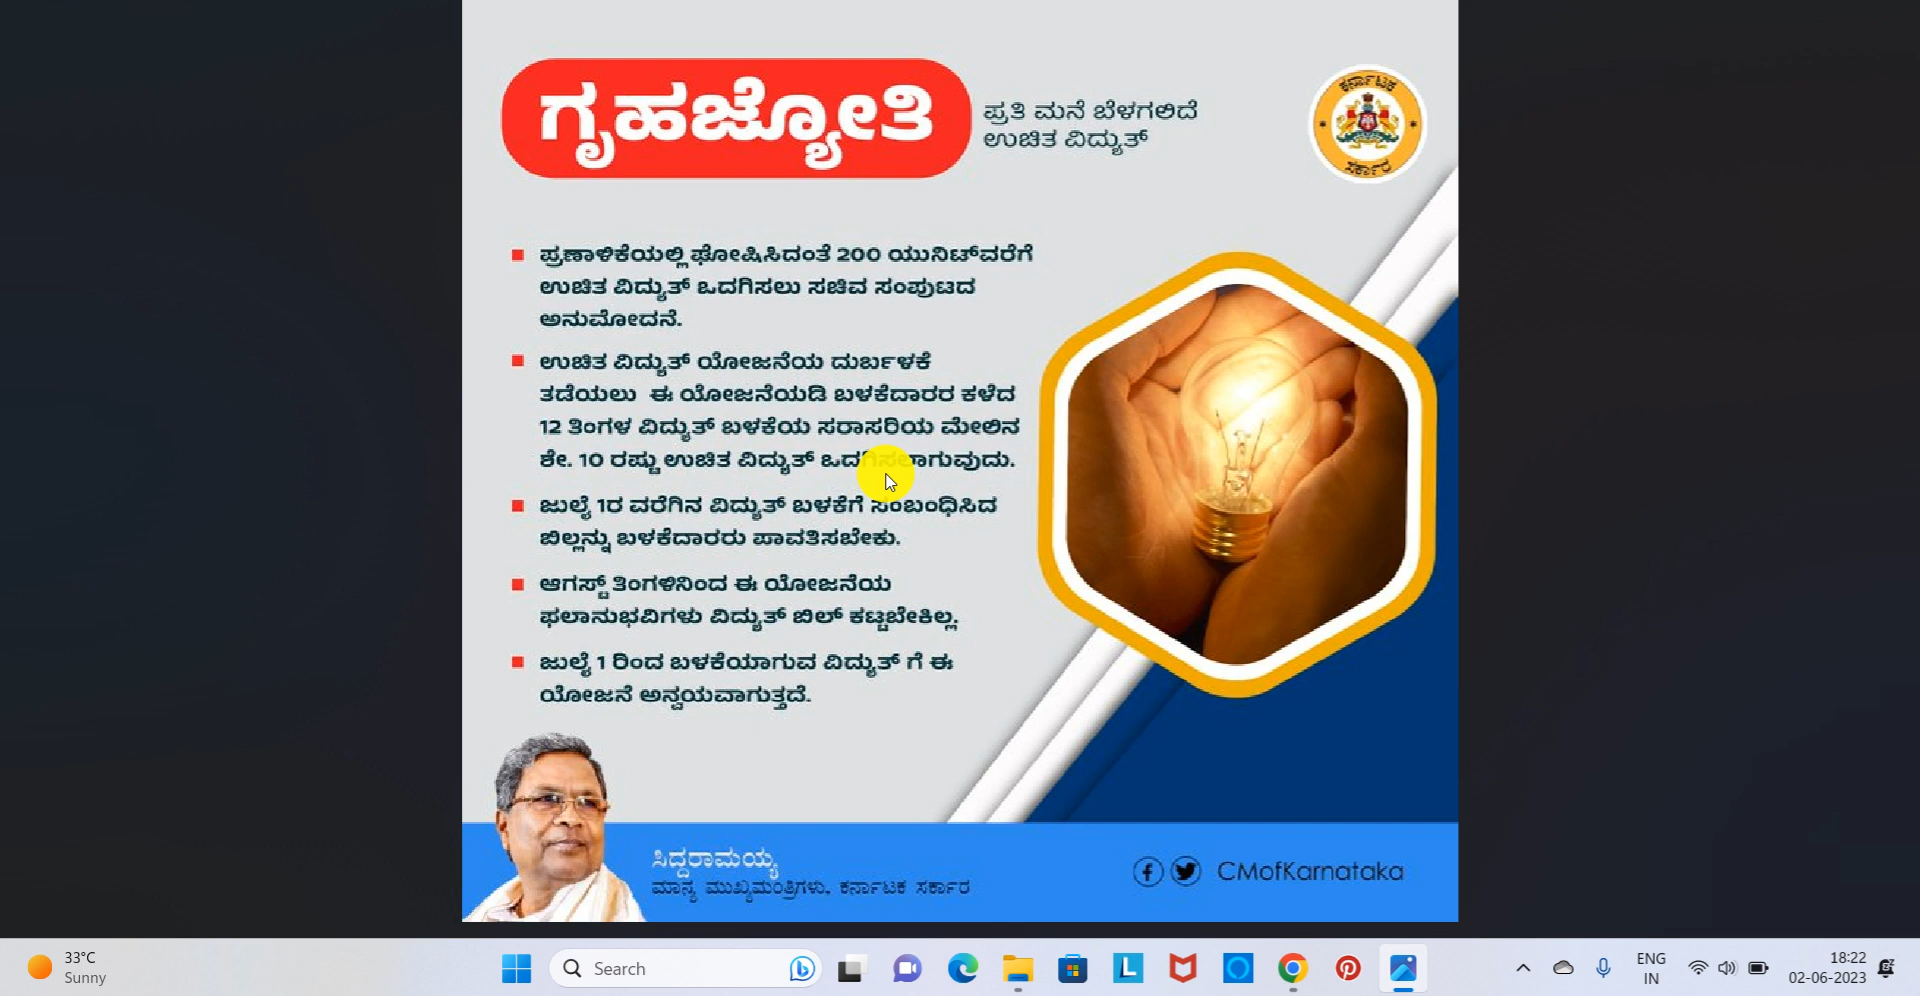 ಗೃಹಜ್ಯೋತಿ
ಪ್ರತಿ ಮನೆ ಬೆಳಗಲಿದೆ
ಉಚಿತ ವಿದ್ಯುತ್
ಕರ್ನಾಟಕ
ಸರ್ಕಾರ
ಪ್ರಣಾಳಿಕೆಯಲ್ಲಿ ಘೋಷಿಸಿದಂತೆ 200 ಯುನಿಟ್‌ವರೆಗೆ
ಉಚಿತ ವಿದ್ಯುತ್ ಒದಗಿಸಲು ಸಚಿವ ಸಂಪುಟದ
ಅನುಮೋದನೆ.
ಉಚಿತ ವಿದ್ಯುತ್ ಯೋಜನೆಯ ದುರ್ಬಳಕೆ
ತಡೆಯಲು ಈ ಯೋಜನೆಯಡಿ ಬಳಕೆದಾರರ ಕಳೆದ
12 ತಿಂಗಳ ವಿದ್ಯುತ್ ಬಳಕೆಯ ಸರಾಸರಿಯ ಮೇಲಿನ
ಶೇ. 10 ರಷ್ಟು ಉಚಿತ ವಿದ್ಯುತ್ ಒದಗಿಸಲಾಗುವುದು.
ಜುಲೈ 1ರ ವರೆಗಿನ ವಿದ್ಯುತ್ ಬಳಕೆಗೆ ಸಂಬಂಧಿಸಿದ
ಬಿಲ್ಲನ್ನು ಬಳಕೆದಾರರು ಪಾವತಿಸಬೇಕು.
ಆಗಸ್ಟ್ ತಿಂಗಳಿನಿಂದ ಈ ಯೋಜನೆಯ
ಫಲಾನುಭವಿಗಳು ವಿದ್ಯುತ್ ಬಿಲ್ ಕಟ್ಟಬೇಕಿಲ್ಲ.
ಜುಲೈ 1 ರಿಂದ ಬಳಕೆಯಾಗುವ ವಿದ್ಯುತ್ ಗೆ ಈ
ಯೋಜನೆ ಅನ್ವಯವಾಗುತ್ತದೆ.
ಸಿದ್ದರಾಮಯ್ಯ
ಮಾನ್ಯ ಮುಖ್ಯಮಂತ್ರಿಗಳು, ಕರ್ನಾಟಕ ಸರ್ಕಾರ
CMofKarnataka
33°C
Sunny
Search
ENG
IN
18:22
02-06-2023